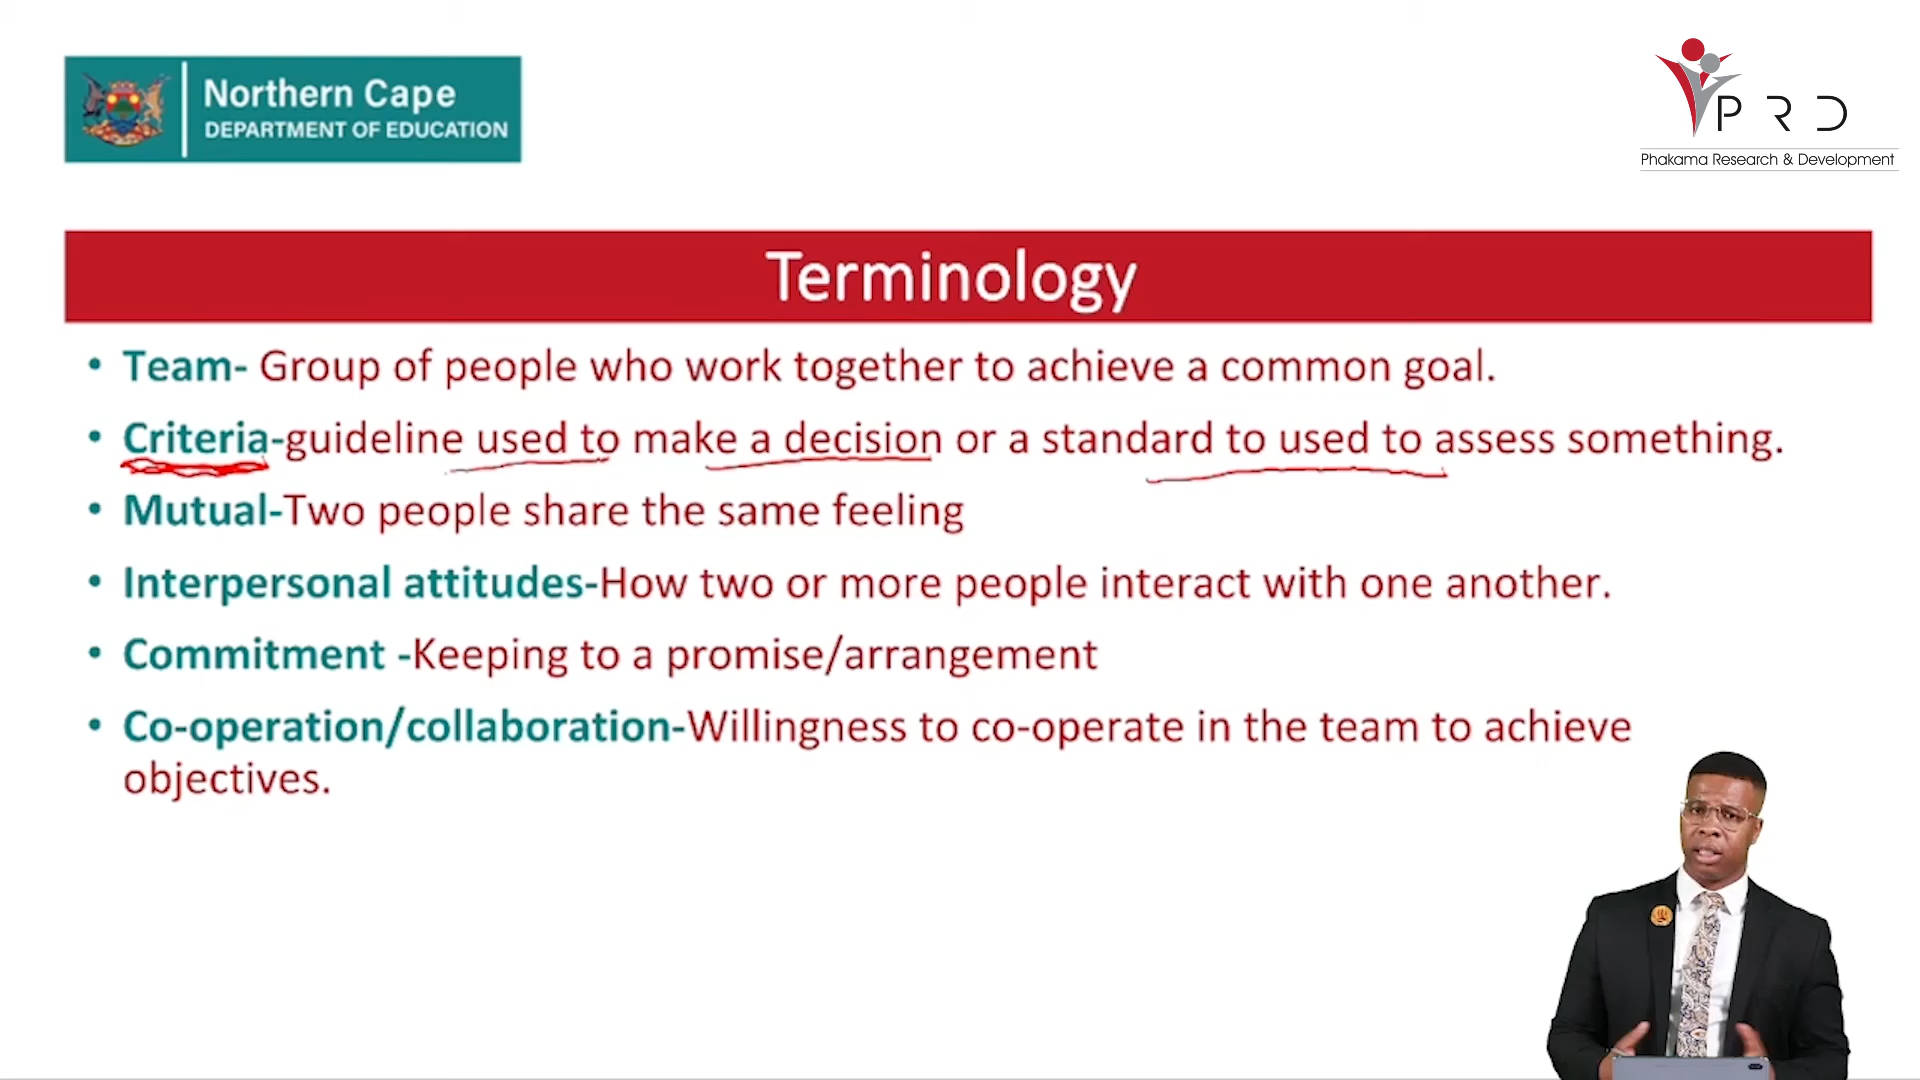 Northern Cape
DEPARTMENT OF EDUCATION
P R D
Phakama Research & Development
Terminology
• Team- Group of people who work together to achieve a common goal.
• Criteria-guideline used to make a decision or a standard to used to assess something.
• Mutual-Two people share the same feeling
• Interpersonal attitudes-How two or more people interact with one another.
• Commitment -Keeping to a promise/arrangement
• Co-operation/collaboration-Willingness to co-operate in the team to achieve
objectives.